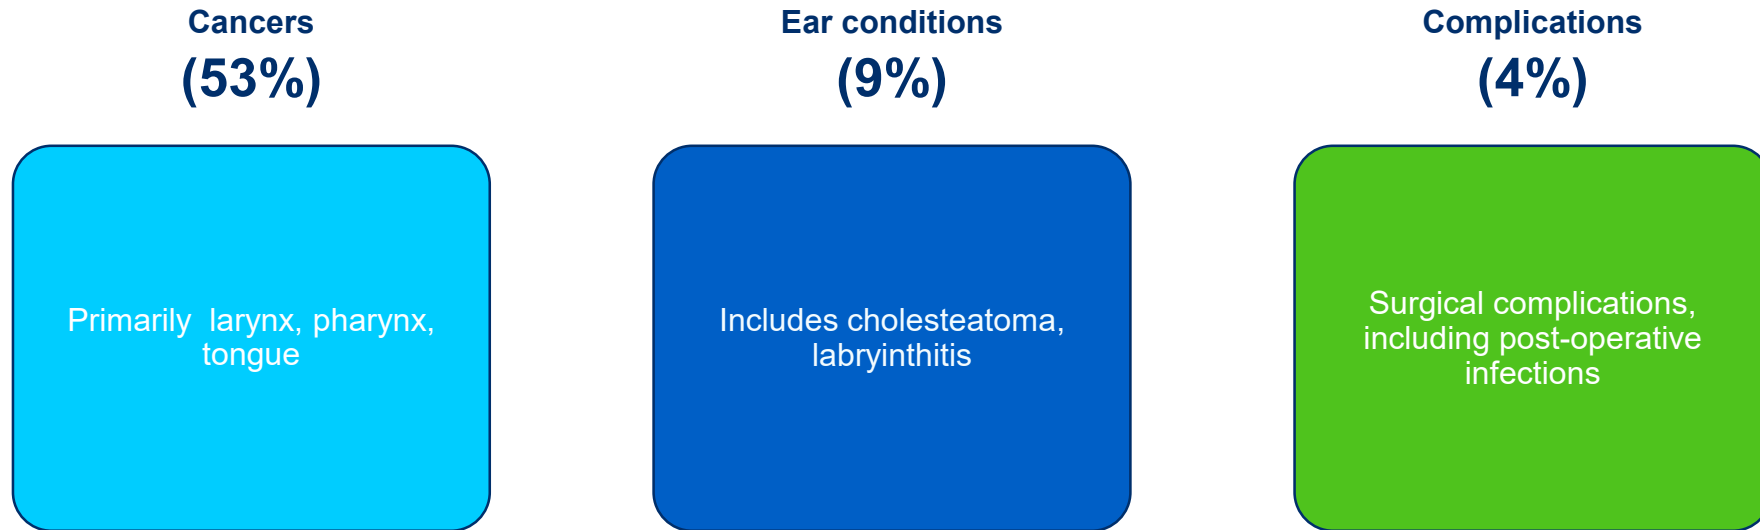 Cancers
(53%)
Ear conditions
(9%)
Complications
(4%)
Primarily  larynx, pharynx,
tongue
Includes cholesteatoma,
labryinthitis
Surgical complications,
including post-operative
infections